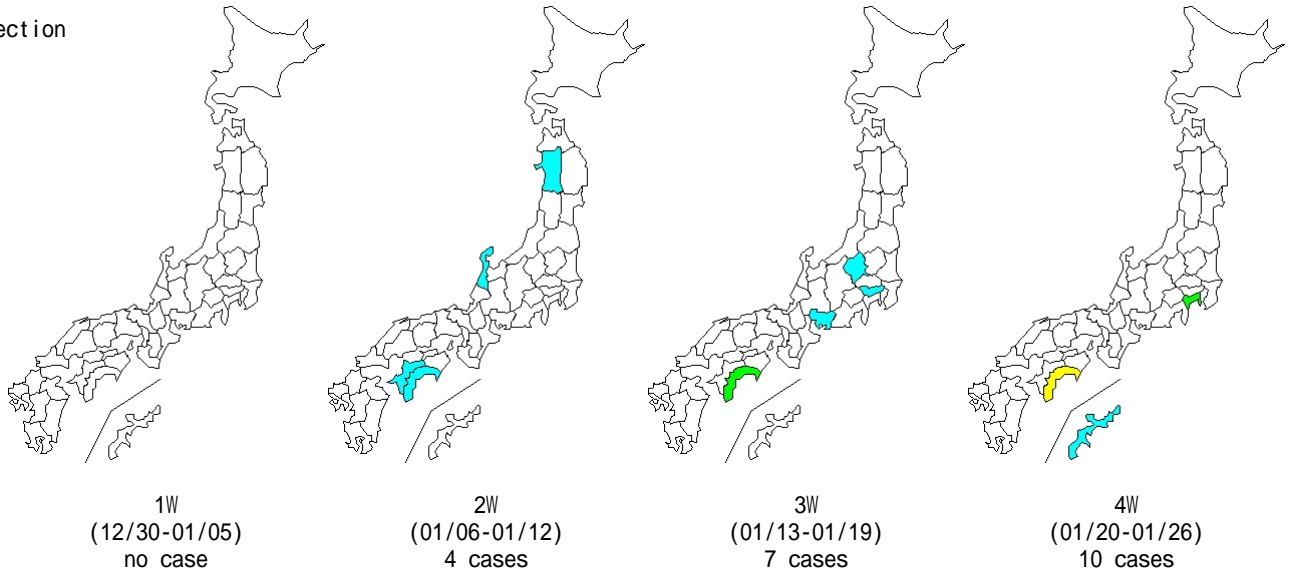 ection
1W
(12/30-01/05)
no case
2W
(01/06-01/12)
4 cases
3W
(01/13-01/19)
7 cases
4W
(01/20-01/26)
10 cases